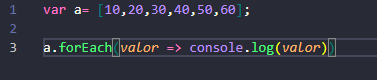 1 var a= [10,20,30,40,50,60];
2
3 a.forEach(valor => console.log(valor))